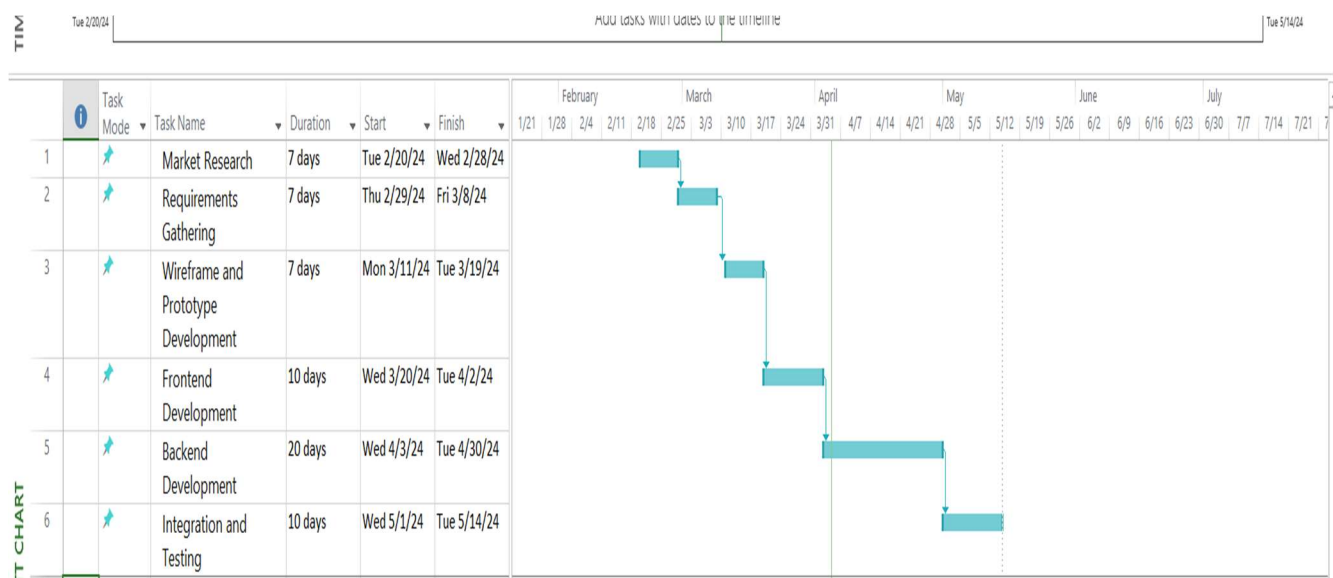 TIM
Tue 2/20/24
Add tasks with dates to the timeline
Tue 5/14/24
Task Mode Task Name Duration Start Finish
February March April May June July
1/21 1/28 2/4 2/11 2/18 2/25 3/3 3/10 3/17 3/24 3/31 4/7 4/14 4/21 4/28 5/5 5/12 5/19 5/26 6/2 6/9 6/16 6/23 6/30 7/7 7/14 7/21 7
1 Market Research 7 days Tue 2/20/24 Wed 2/28/24
2 Requirements 7 days Thu 2/29/24 Fri 3/8/24
Gathering
3 Wireframe and 7 days Mon 3/11/24 Tue 3/19/24
Prototype
Development
4 Frontend 10 days Wed 3/20/24 Tue 4/2/24
Development
5 Backend 20 days Wed 4/3/24 Tue 4/30/24
Development
6 Integration and 10 days Wed 5/1/24 Tue 5/14/24
Testing
T CHART